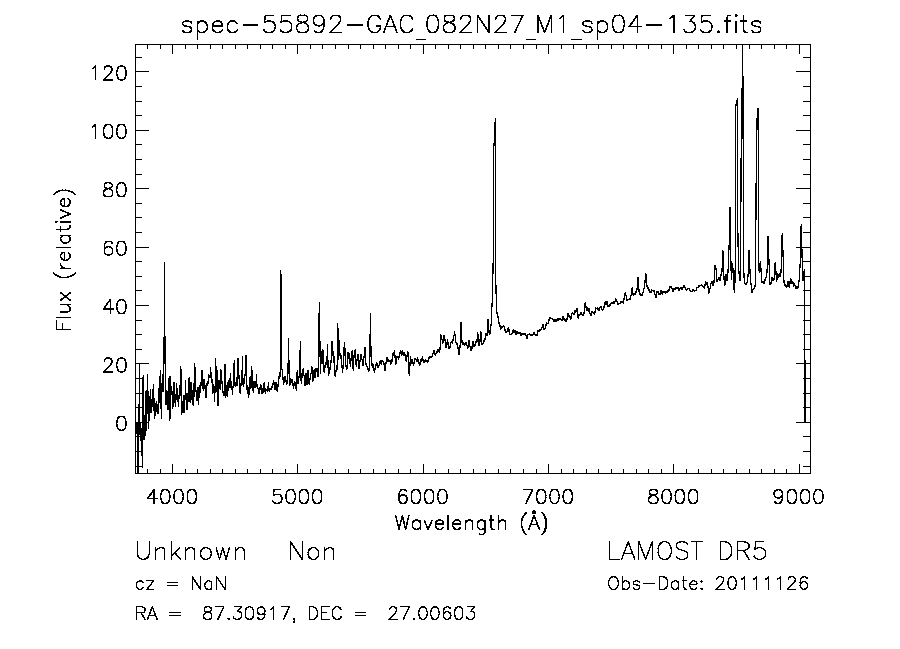 spec-55892-GAC_082N27_M1_sp04-135.fits
120
100
80
60
40
20
0
Flux (relative)
4000 5000 6000 7000 8000 9000
Wavelength (Å)
Unknown Non LAMOST DR5
cz = NaN Obs-Date: 20111126
RA = 87.30917, DEC = 27.00603